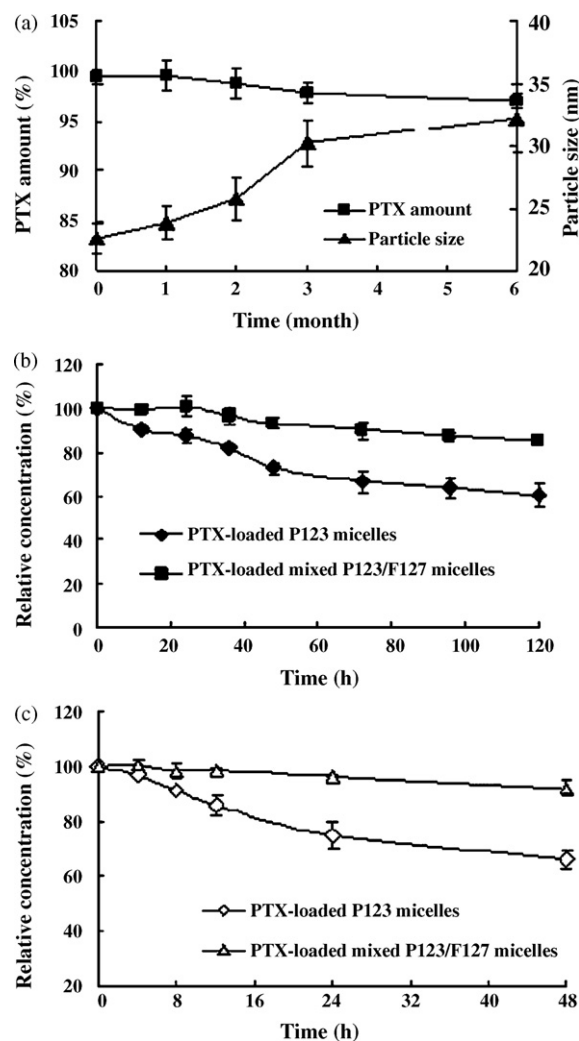 (a)
105
100
95
90
85
80
PTX amount (%)
40
35
30
25
20
Particle size (nm)
PTX amount
Particle size
0 1 2 3 4 5 6
Time (month)
(b)
120
100
80
60
40
20
0
Relative concentration (%)
PTX-loaded P123 micelles
PTX-loaded mixed P123/F127 micelles
0 20 40 60 80 100 120
Time (h)
(c)
120
100
80
60
40
20
Relative concentration (%)
PTX-loaded P123 micelles
PTX-loaded mixed P123/F127 micelles
0 8 16 24 32 40 48
Time (h)